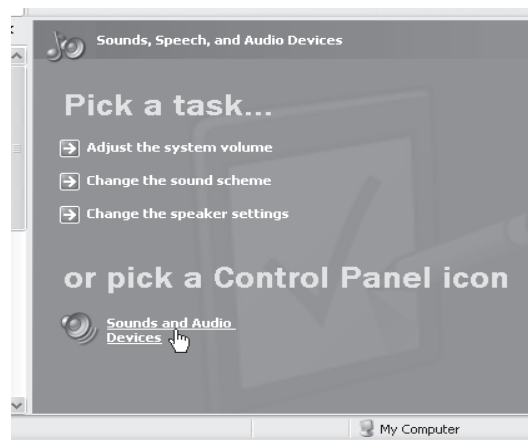 Sounds, Speech, and Audio Devices
Pick a task...
Adjust the system volume
Change the sound scheme
Change the speaker settings
or pick a Control Panel icon
Sounds and Audio
Devices
My Computer